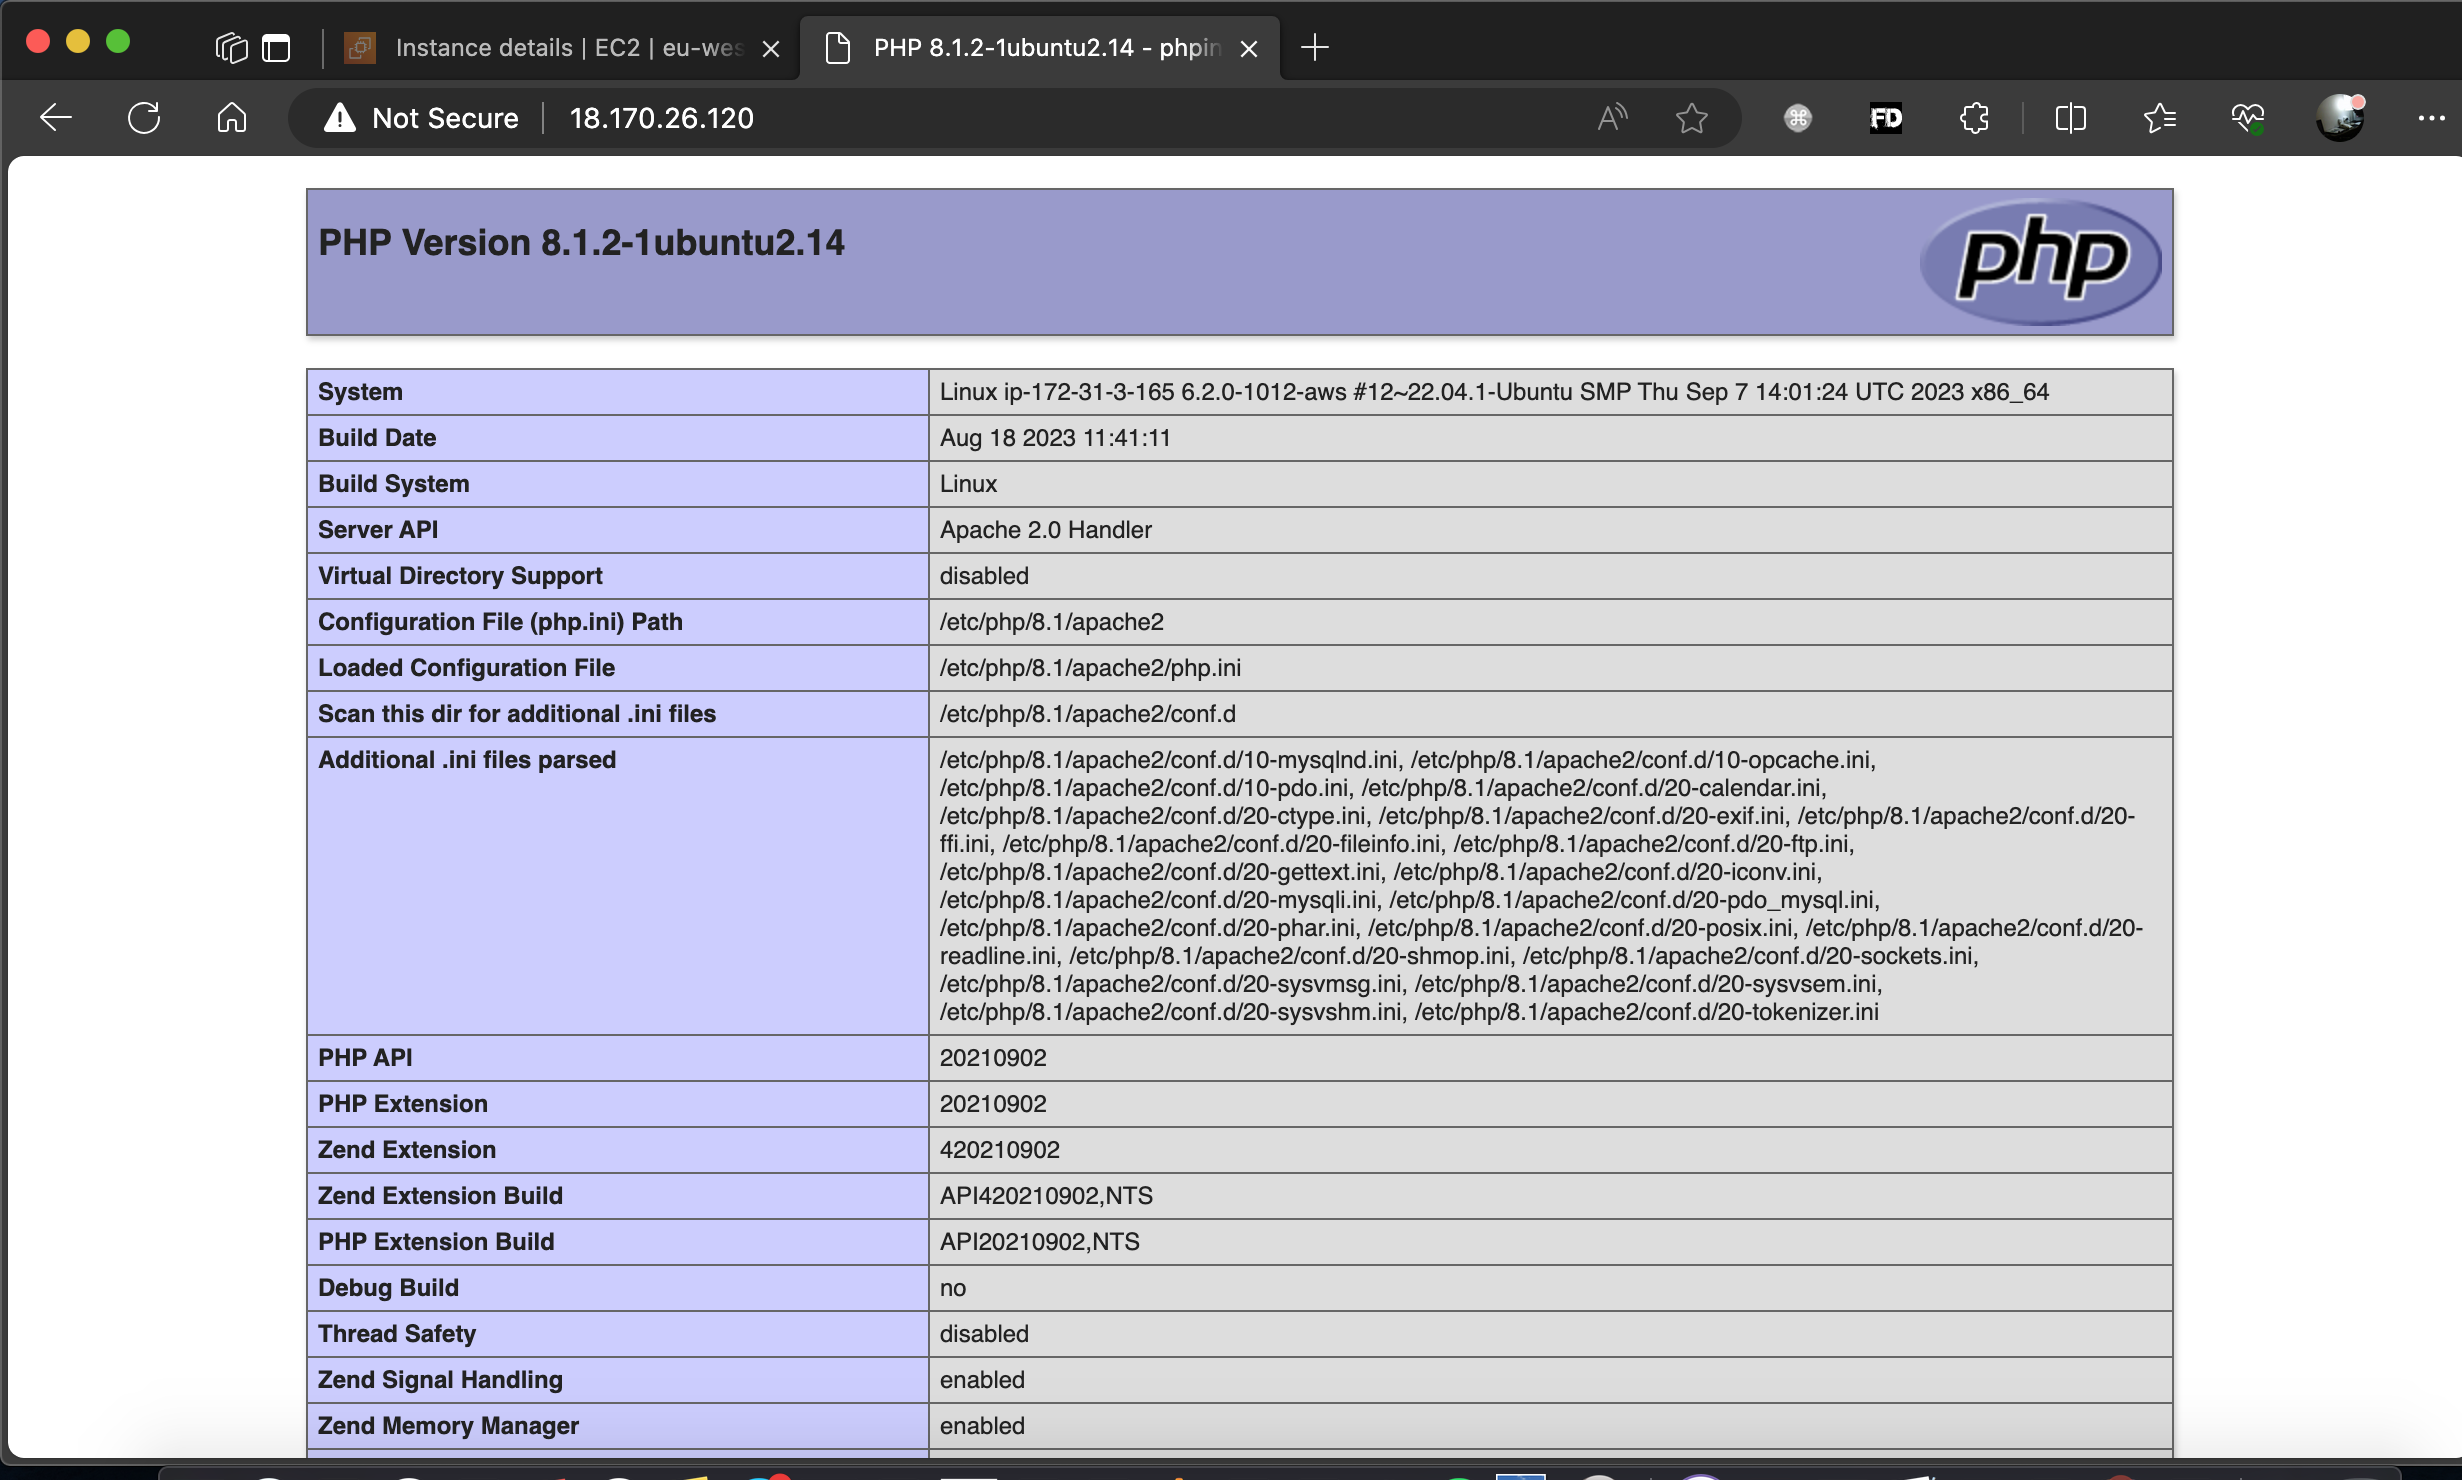 Instance details | EC2 | eu-wes
PHP 8.1.2-1ubuntu2.14 - phpin
Not Secure
18.170.26.120
FD
PHP Version 8.1.2-1ubuntu2.14
php
System
Linux ip-172-31-3-165 6.2.0-1012-aws #12~22.04.1-Ubuntu SMP Thu Sep 7 14:01:24 UTC 2023 x86_64
Build Date
Aug 18 2023 11:41:11
Build System
Linux
Server API
Apache 2.0 Handler
Virtual Directory Support
disabled
Configuration File (php.ini) Path
/etc/php/8.1/apache2
Loaded Configuration File
/etc/php/8.1/apache2/php.ini
Scan this dir for additional .ini files
/etc/php/8.1/apache2/conf.d
Additional .ini files parsed
/etc/php/8.1/apache2/conf.d/10-mysqlnd.ini, /etc/php/8.1/apache2/conf.d/10-opcache.ini,
/etc/php/8.1/apache2/conf.d/10-pdo.ini, /etc/php/8.1/apache2/conf.d/20-calendar.ini,
/etc/php/8.1/apache2/conf.d/20-ctype.ini, /etc/php/8.1/apache2/conf.d/20-exif.ini, /etc/php/8.1/apache2/conf.d/20-
ffi.ini, /etc/php/8.1/apache2/conf.d/20-fileinfo.ini, /etc/php/8.1/apache2/conf.d/20-ftp.ini,
/etc/php/8.1/apache2/conf.d/20-gettext.ini, /etc/php/8.1/apache2/conf.d/20-iconv.ini,
/etc/php/8.1/apache2/conf.d/20-mysqli.ini, /etc/php/8.1/apache2/conf.d/20-pdo_mysql.ini,
/etc/php/8.1/apache2/conf.d/20-phar.ini, /etc/php/8.1/apache2/conf.d/20-posix.ini, /etc/php/8.1/apache2/conf.d/20-
readline.ini, /etc/php/8.1/apache2/conf.d/20-shmop.ini, /etc/php/8.1/apache2/conf.d/20-sockets.ini,
/etc/php/8.1/apache2/conf.d/20-sysvmsg.ini, /etc/php/8.1/apache2/conf.d/20-sysvsem.ini,
/etc/php/8.1/apache2/conf.d/20-sysvshm.ini, /etc/php/8.1/apache2/conf.d/20-tokenizer.ini
PHP API
20210902
PHP Extension
20210902
Zend Extension
420210902
Zend Extension Build
API420210902,NTS
PHP Extension Build
API20210902,NTS
Debug Build
no
Thread Safety
disabled
Zend Signal Handling
enabled
Zend Memory Manager
enabled